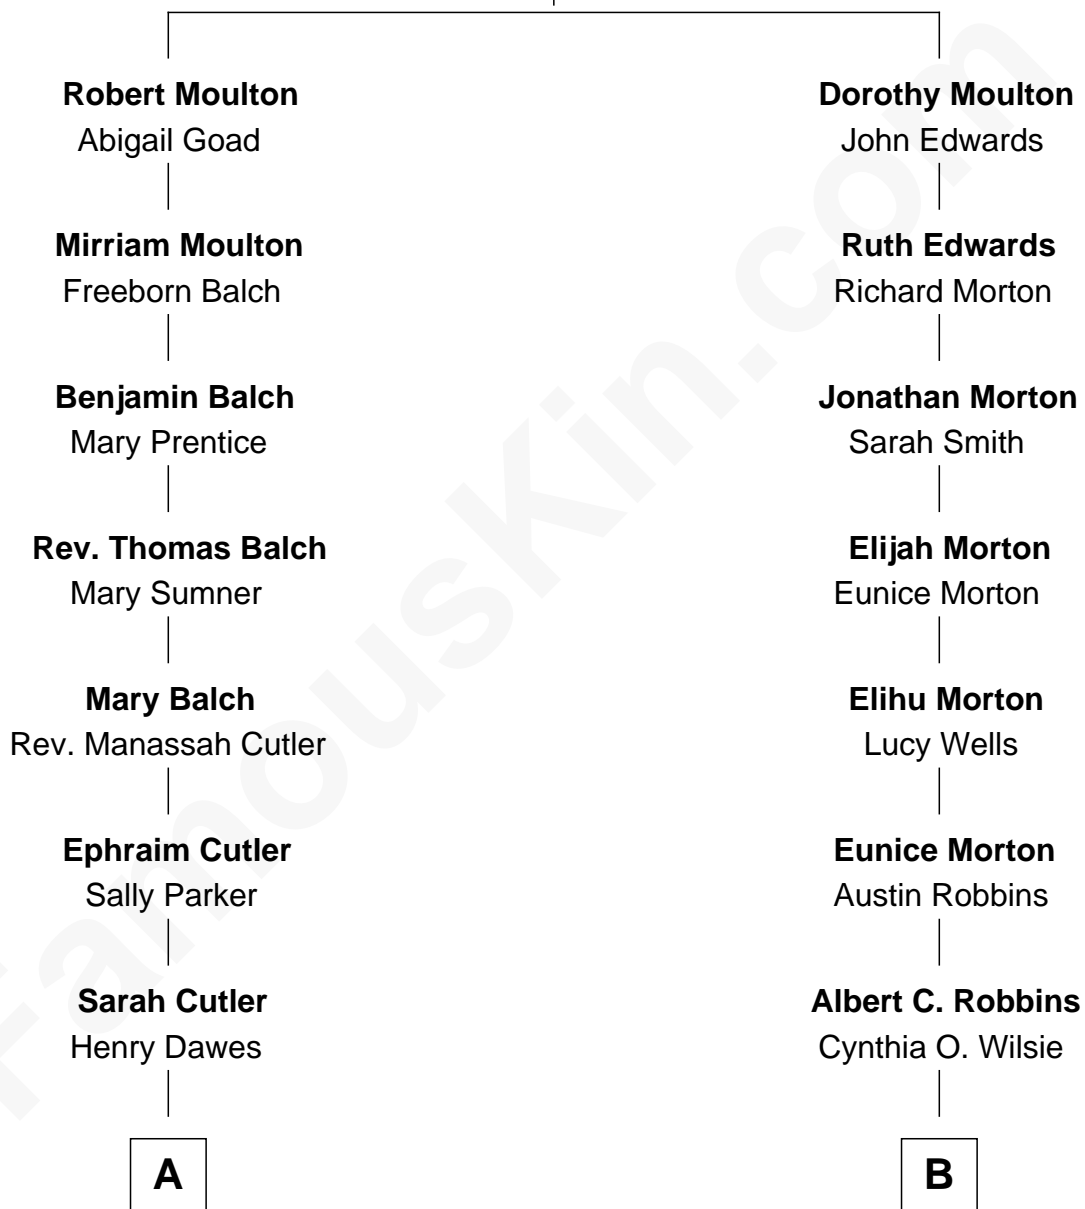 Robert Moulton
Abigail Goad
Mirriam Moulton
Freeborn Balch
Benjamin Balch
Mary Prentice
Rev. Thomas Balch
Mary Sumner
Mary Balch
Rev. Manassah Cutler
Ephraim Cutler
Sally Parker
Sarah Cutler
Henry Dawes
A
Dorothy Moulton
John Edwards
Ruth Edwards
Richard Morton
Jonathan Morton
Sarah Smith
Elijah Morton
Eunice Morton
Elihu Morton
Lucy Wells
Eunice Morton
Austin Robbins
Albert C. Robbins
Cynthia O. Wilsie
B
FamousKin.com